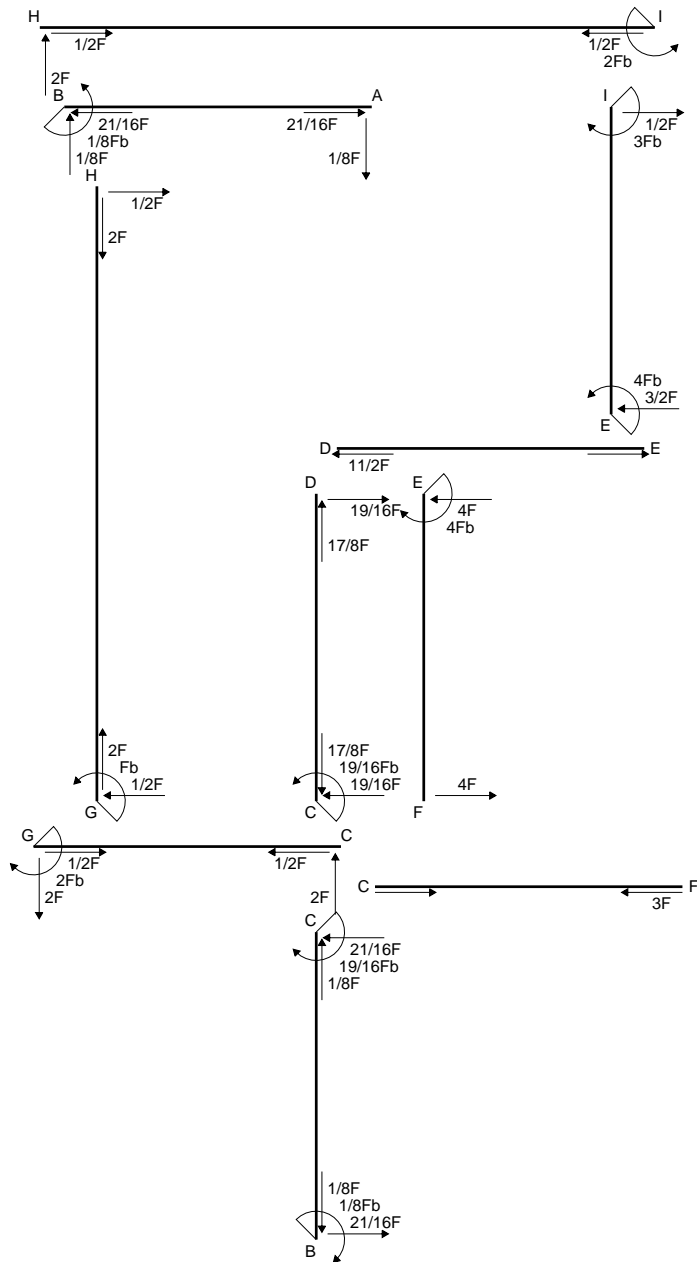 H I
1/2F 1/2F
2Fb
2F
B A I
21/16F 21/16F 1/2F
1/8Fb 3Fb
1/8F 1/8F
H
1/2F
2F
4Fb
3/2F
E
D E
11/2F
D E
19/16F 4F
4Fb
17/8F
2F 17/8F
Fb 19/16Fb
1/2F 19/16F 4F
G C F
G C
1/2F 1/2F
2Fb
2F 2F
C F
3F
C
21/16F
19/16Fb
1/8F
1/8F
1/8Fb
21/16F
B